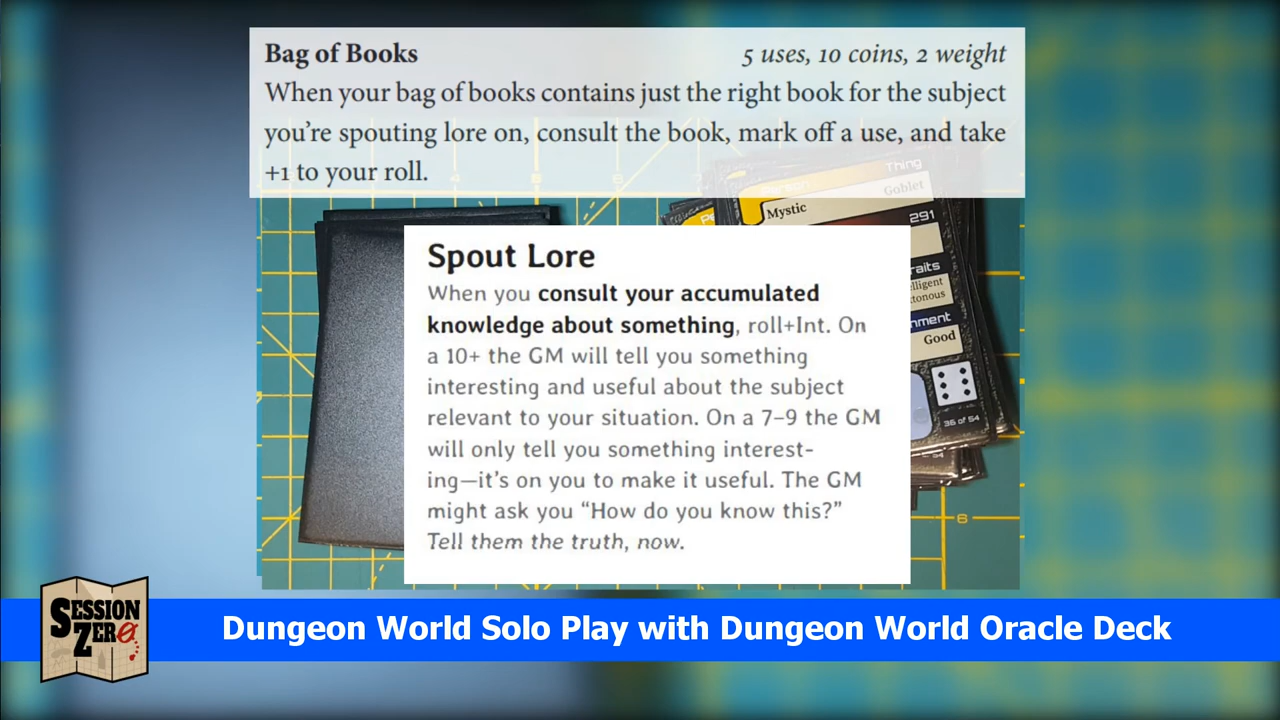 Bag of Books 5 uses, 10 coins, 2 weight
When your bag of books contains just the right book for the subject
you’re spouting lore on, consult the book, mark off a use, and take
+1 to your roll.
Thing
Person
Goblet
Mystic
291
Spout Lore
When you consult your accumulated
knowledge about something, roll+Int. On
a 10+ the GM will tell you something
interesting and useful about the subject
relevant to your situation. On a 7–9 the GM
will only tell you something interest-
ing—it’s on you to make it useful. The GM
might ask you “How do you know this?”
Tell them the truth, now.
Good
36 of 54
6
SESSION
ZERO
Dungeon World Solo Play with Dungeon World Oracle Deck